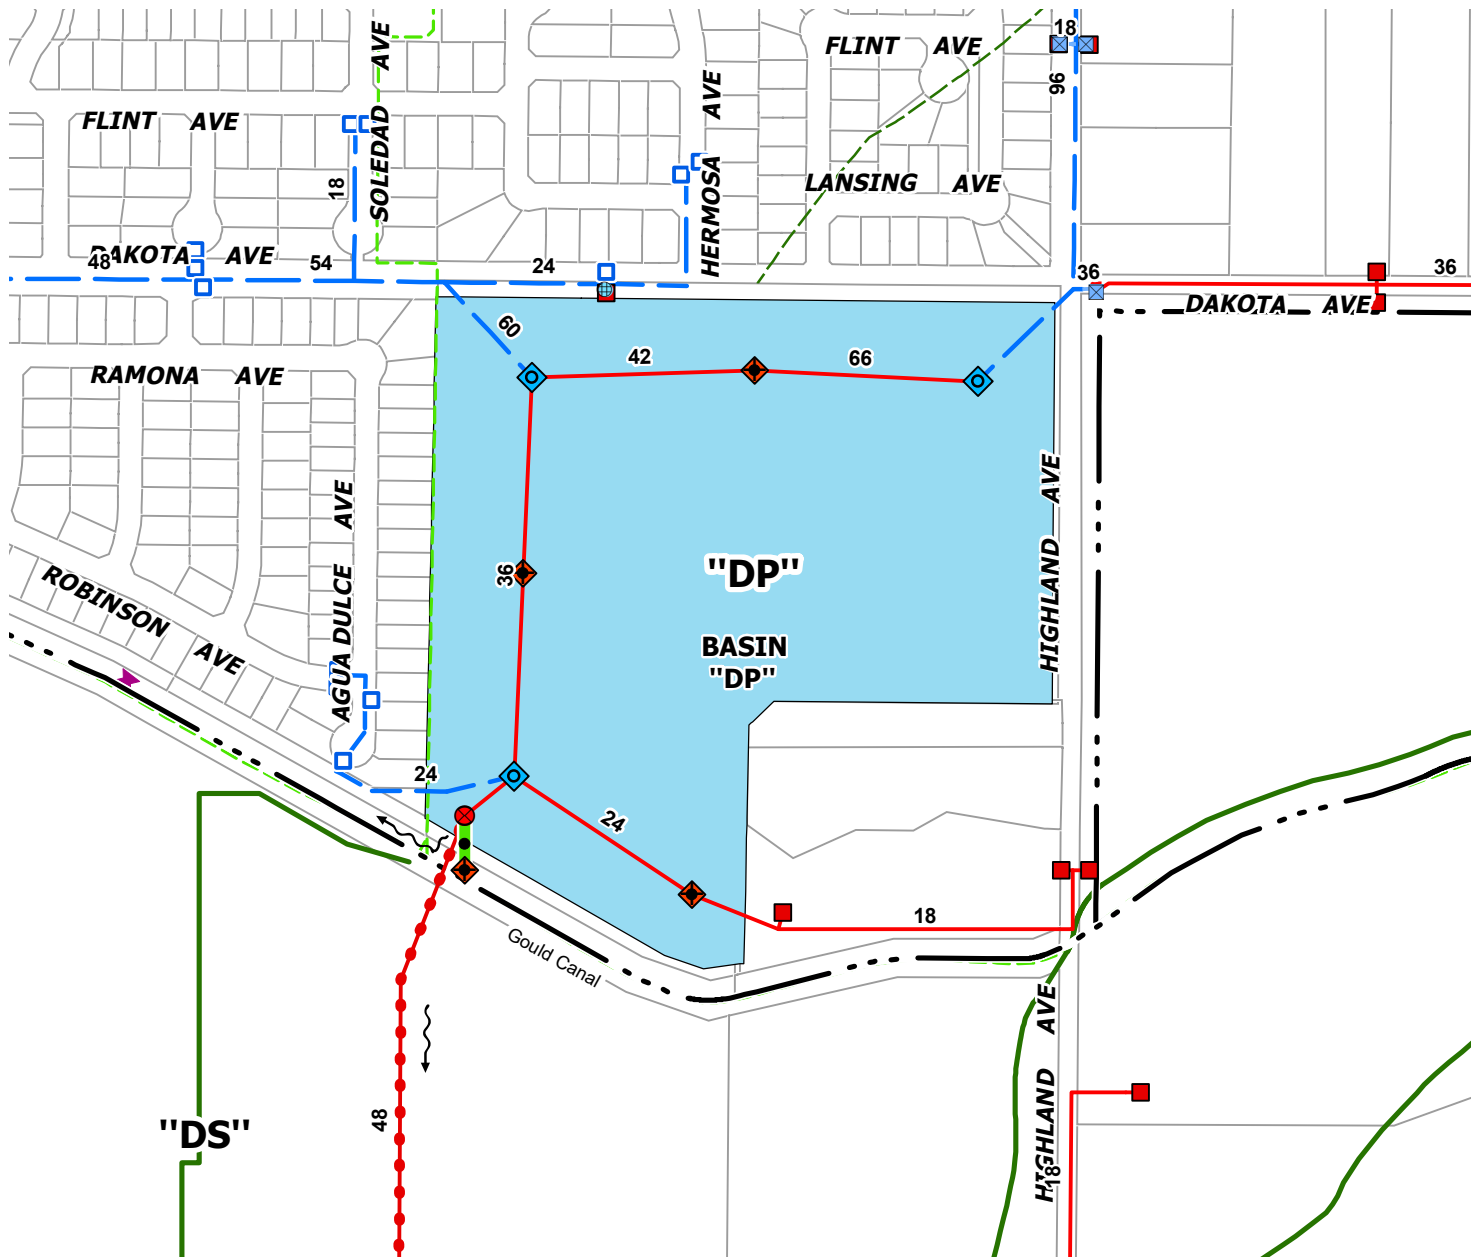 18
FLINT AVE
AVE
96
AVE
FLINT AVE
SOLEDAD
18
HERMOSA
LANSING AVE
DAKOTA AVE
48
54
24
36
36
DAKOTA AVE
60
42
66
RAMONA AVE
AVE
AVE
36
"DP"
HIGHLAND
AGUA DULCE
ROBINSON AVE
BASIN
"DP"
24
24
18
Gould Canal
AVE
48
HIGHLAND
"DS"
18